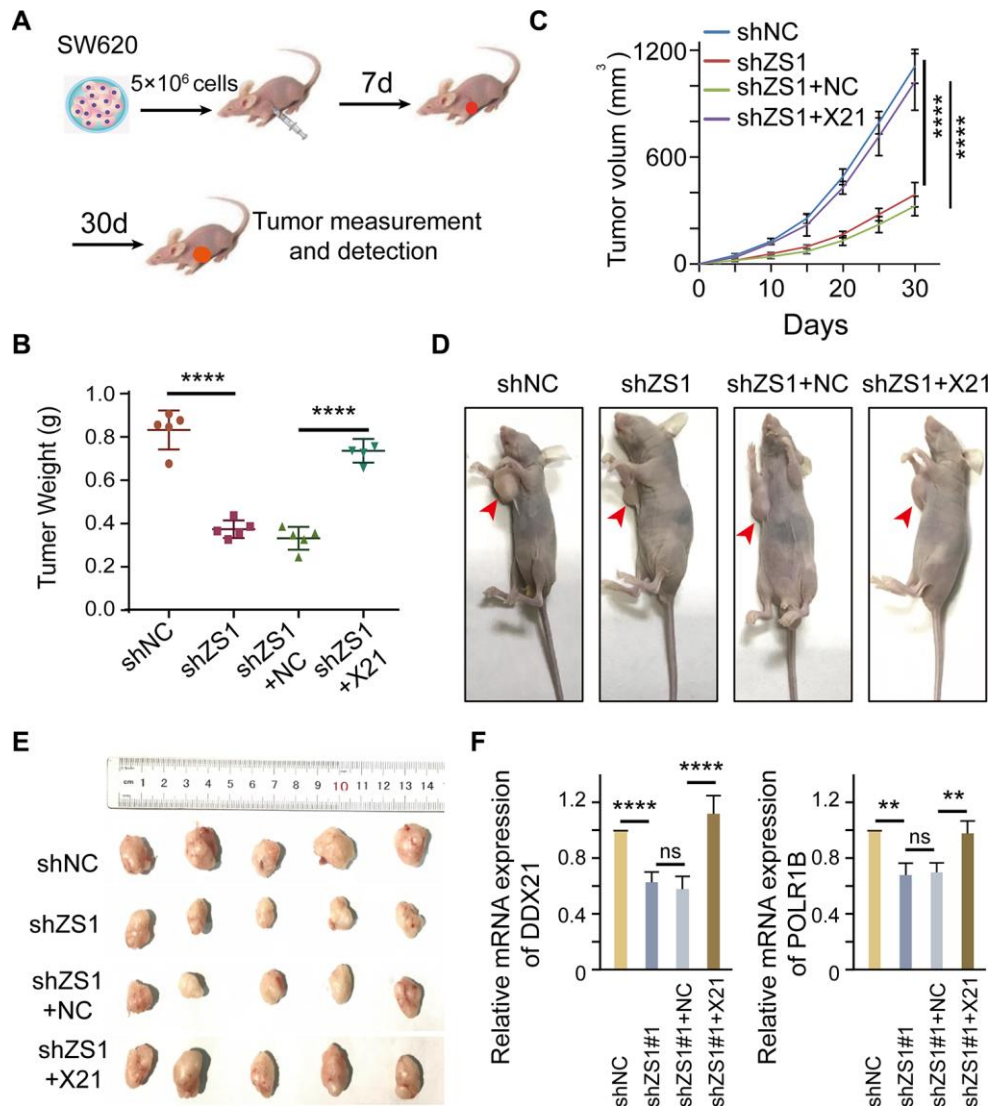 A
SW620
5×10⁶ cells
7d
30d
Tumor measurement
and detection
B
Tumer Weight (g)
1.0
0.8
0.6
0.4
0.2
0.0
****
****
shNC
shZS1
shZS1
+NC
shZS1
+X21
C
Tumor volum (mm³)
1200
600
0
0
10
20
30
Days
shNC
shZS1
shZS1+NC
shZS1+X21
****
****
D
shNC
shZS1
shZS1+NC
shZS1+X21
E
cm 1 2 3 4 5 6 7 8 9 10 11 12 13 14
shNC
shZS1
shZS1
+NC
shZS1
+X21
F
Relative mRNA expression
of DDX21
1.2
0.8
0.4
0
****
ns
****
shNC
shZS1#1
shZS1#1+NC
shZS1#1+X21
Relative mRNA expression
of POLR1B
1.2
0.8
0.4
0
**
ns
**
shNC
shZS1#1
shZS1#1+NC
shZS1#1+X21